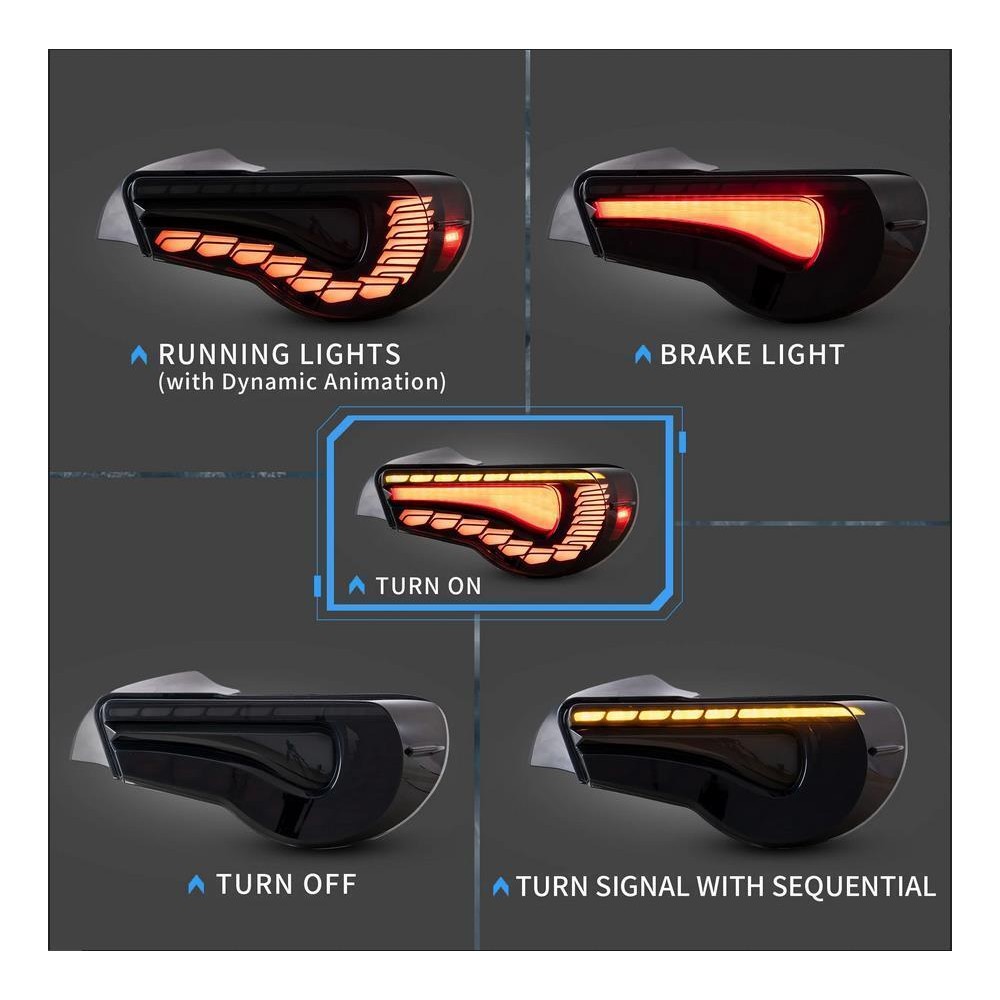 RUNNING LIGHTS
(with Dynamic Animation)
BRAKE LIGHT
TURN ON
TURN OFF
TURN SIGNAL WITH SEQUENTIAL